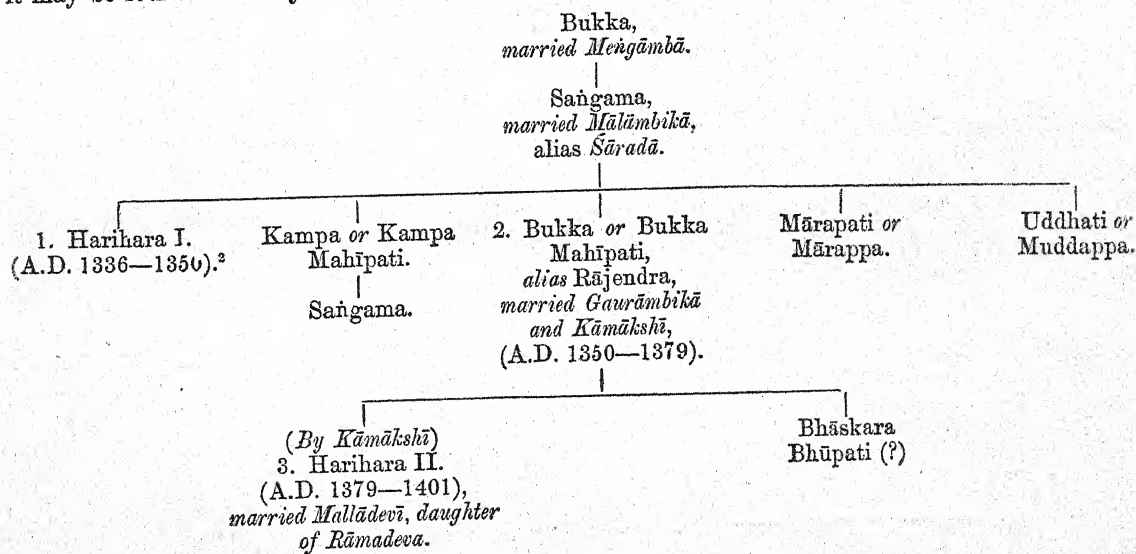 it may be
Bukka,
married Meṅgāmbā.
Saṅgama,
married Mālāmbikā,
alias Śāradā.
1. Harihara I.
(A.D. 1336—1350).²
Kampa or Kampa
Mahīpati.
Saṅgama.
2. Bukka or Bukka
Mahīpati,
alias Rājendra,
married Gaurāmbikā
and Kāmākshī,
(A.D. 1350—1379).
Mārapati or
Mārappa.
Uddhati or
Muddappa.
(By Kāmākshī)
3. Harihara II.
(A.D. 1379—1401),
married Mallādevī, daughter
of Rāmadeva.
Bhāskara
Bhūpati (?)